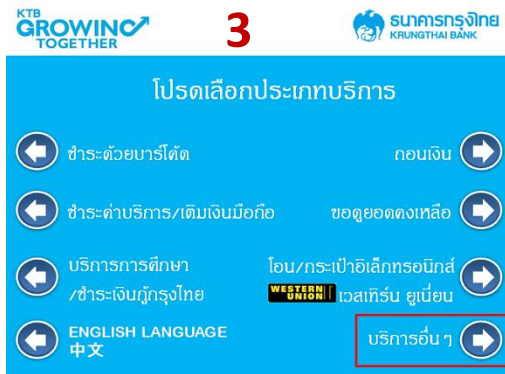 KTB
GROWING
TOGETHER
3
ธนาคารกรุงไทย
KRUNGTHAI BANK
โปรดเลือกประเภทบริการ
ชำระด้วยบาร์โค้ด
ถอนเงิน
ชำระค่าบริการ/เติมเงินมือถือ
ขอดูยอดคงเหลือ
บริการการศึกษา
/ชำระเงินกู้กรุงไทย
โอน/กระเป๋าอิเล็กทรอนิกส์
WESTERN UNION เวสเทิร์น ยูเนี่ยน
ENGLISH LANGUAGE
中文
บริการอื่น ๆ